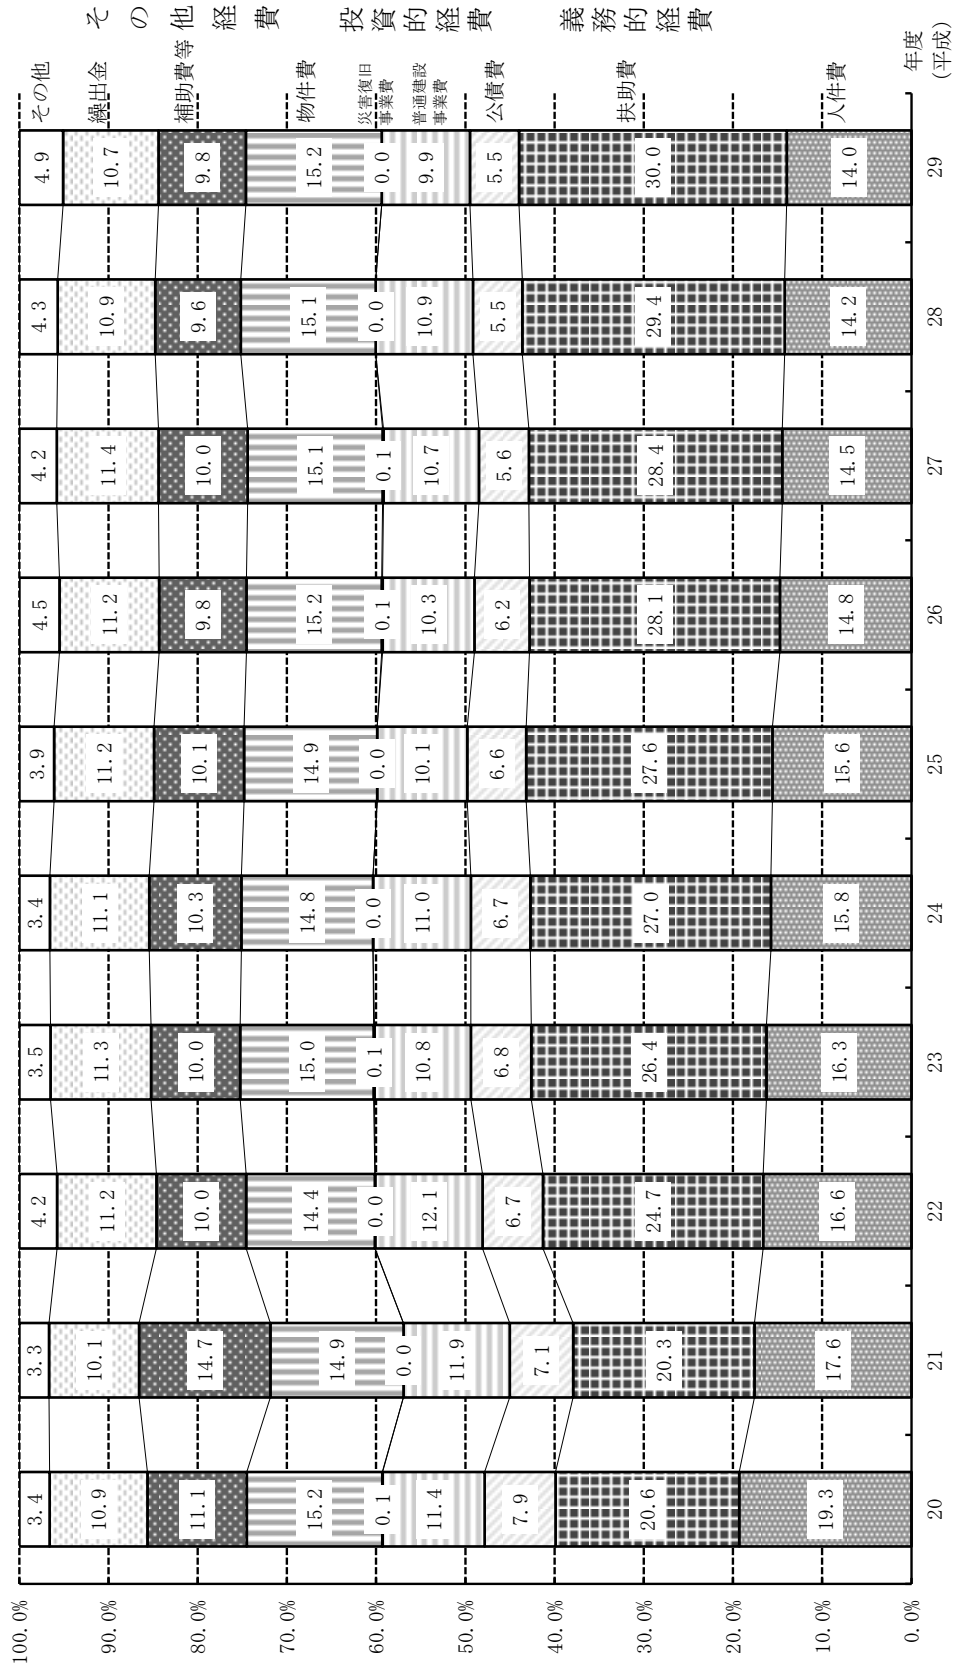 100.0%
90.0%
80.0%
70.0%
60.0%
50.0%
40.0%
30.0%
20.0%
10.0%
0.0%
3.4 3.3 4.2 3.5 3.4 3.9 4.5 4.2 4.3 4.9
その他
10.9 10.1 11.2 11.3 11.1 11.2 11.2 11.4 10.9 10.7
繰出金
11.1 14.7 10.0 10.0 10.3 10.1 9.8 10.0 9.6 9.8
補助費等
15.2 14.9 14.4 15.0 14.8 14.9 15.2 15.1 15.1 15.2
物件費
0.1 0.0 0.0 0.1 0.0 0.0 0.1 0.1 0.0 0.0
災害復旧
事業費
11.4 11.9 12.1 10.8 11.0 10.1 10.3 10.7 10.9 9.9
普通建設
事業費
7.9 7.1 6.7 6.8 6.7 6.6 6.2 5.6 5.5 5.5
公債費
20.6 20.3 24.7 26.4 27.0 27.6 28.1 28.4 29.4 30.0
扶助費
19.3 17.6 16.6 16.3 15.8 15.6 14.8 14.5 14.2 14.0
人件費
20 21 22 23 24 25 26 27 28 29
年度
(平成)
その他経費
投資的経費
義務的経費